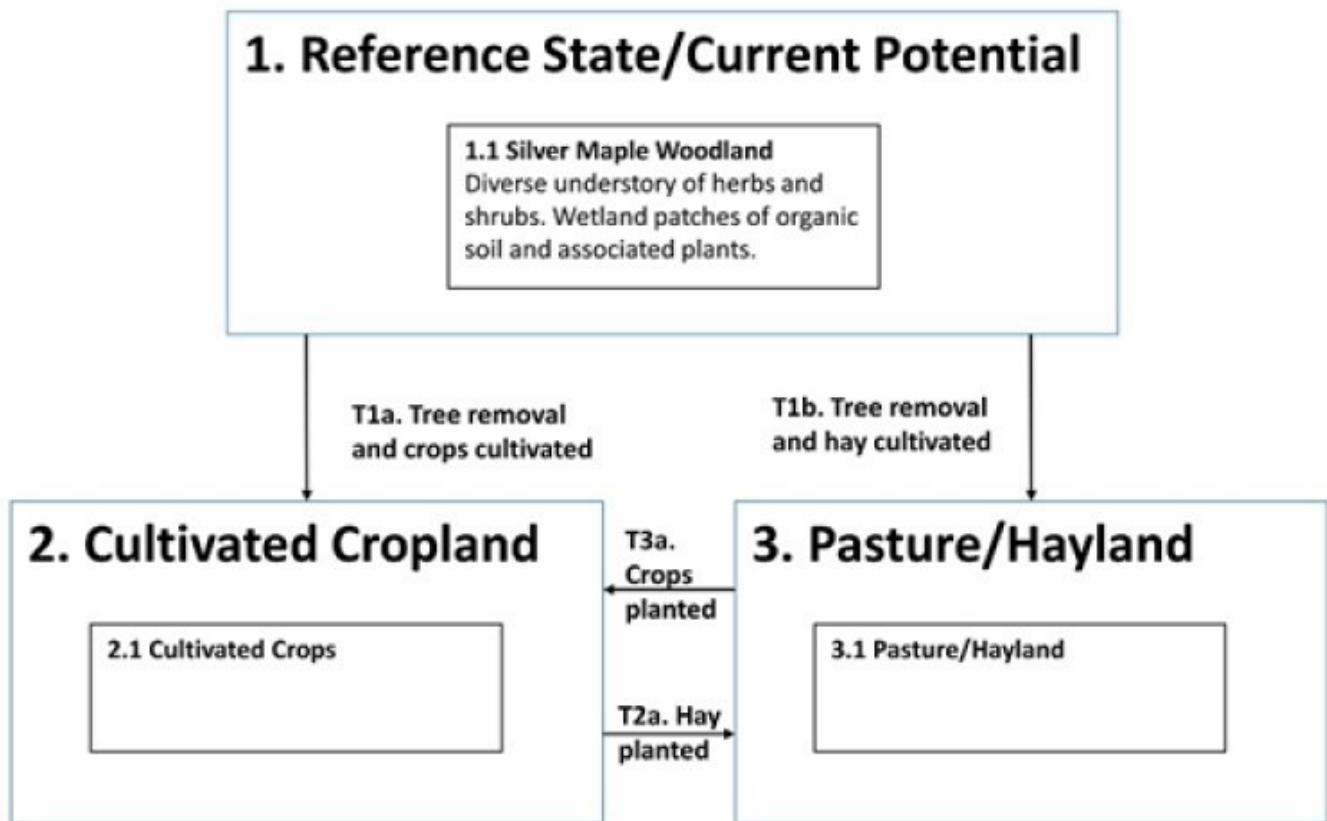 1. Reference State/Current Potential
1.1 Silver Maple Woodland
Diverse understory of herbs and
shrubs. Wetland patches of organic
soil and associated plants.
T1a. Tree removal
and crops cultivated
T1b. Tree removal
and hay cultivated
2. Cultivated Cropland
2.1 Cultivated Crops
T3a.
Crops
planted
T2a. Hay
planted
3. Pasture/Hayland
3.1 Pasture/Hayland